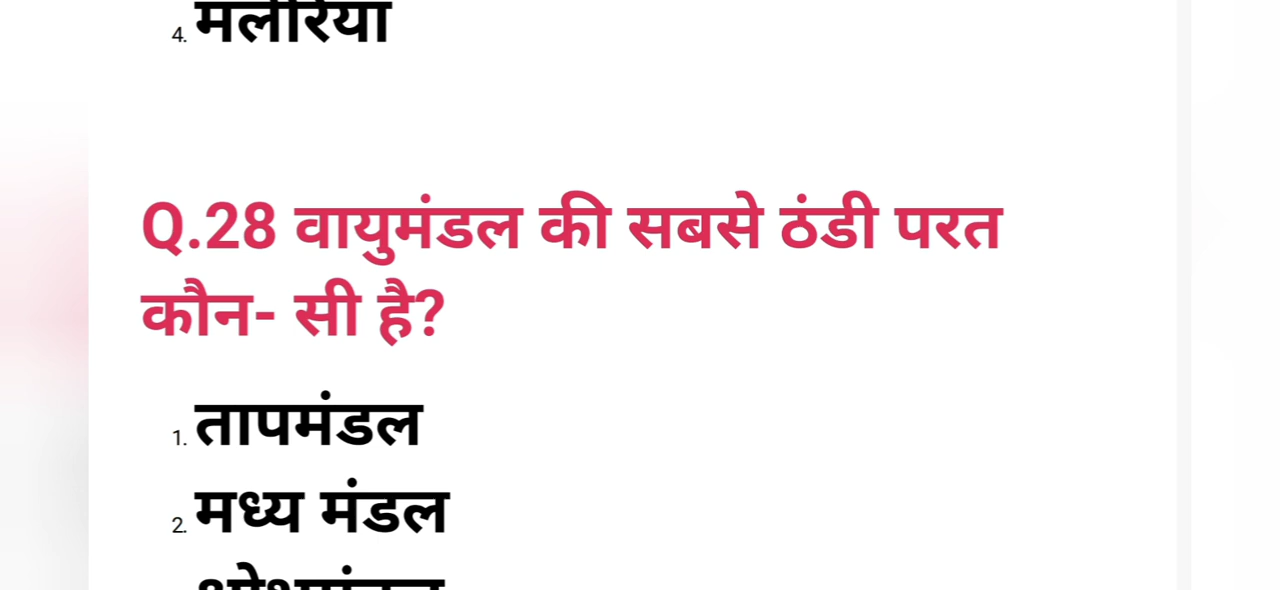 4. मलेरिया
Q.28 वायुमंडल की सबसे ठंडी परत
कौन- सी है?
1. तापमंडल
2. मध्य मंडल